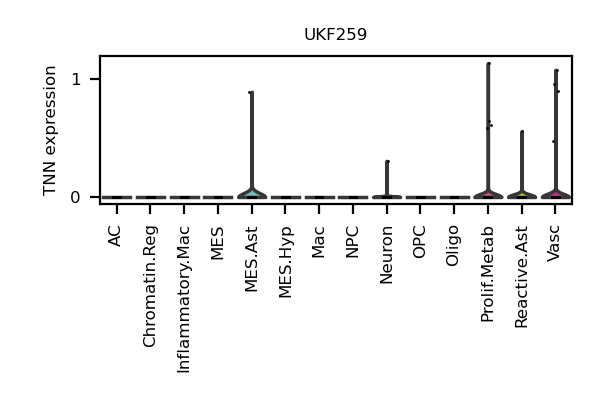 UKF259
TNN expression
1
0
AC
Chromatin.Reg
Inflammatory.Mac
MES
MES.Ast
MES.Hyp
Mac
NPC
Neuron
OPC
Oligo
Prolif.Metab
Reactive.Ast
Vasc